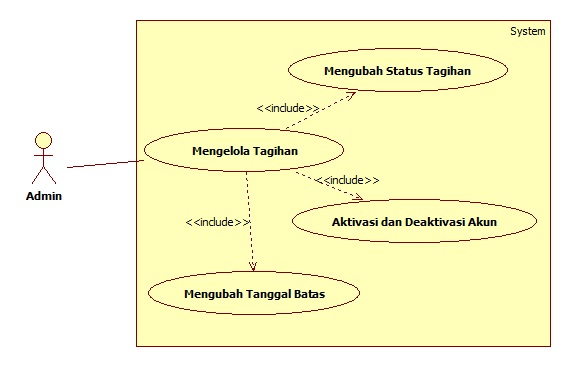 System
Mengubah Status Tagihan
<<include>>
Mengelola Tagihan
<<include>>
Admin
<<include>>
Aktivasi dan Deaktivasi Akun
Mengubah Tanggal Batas